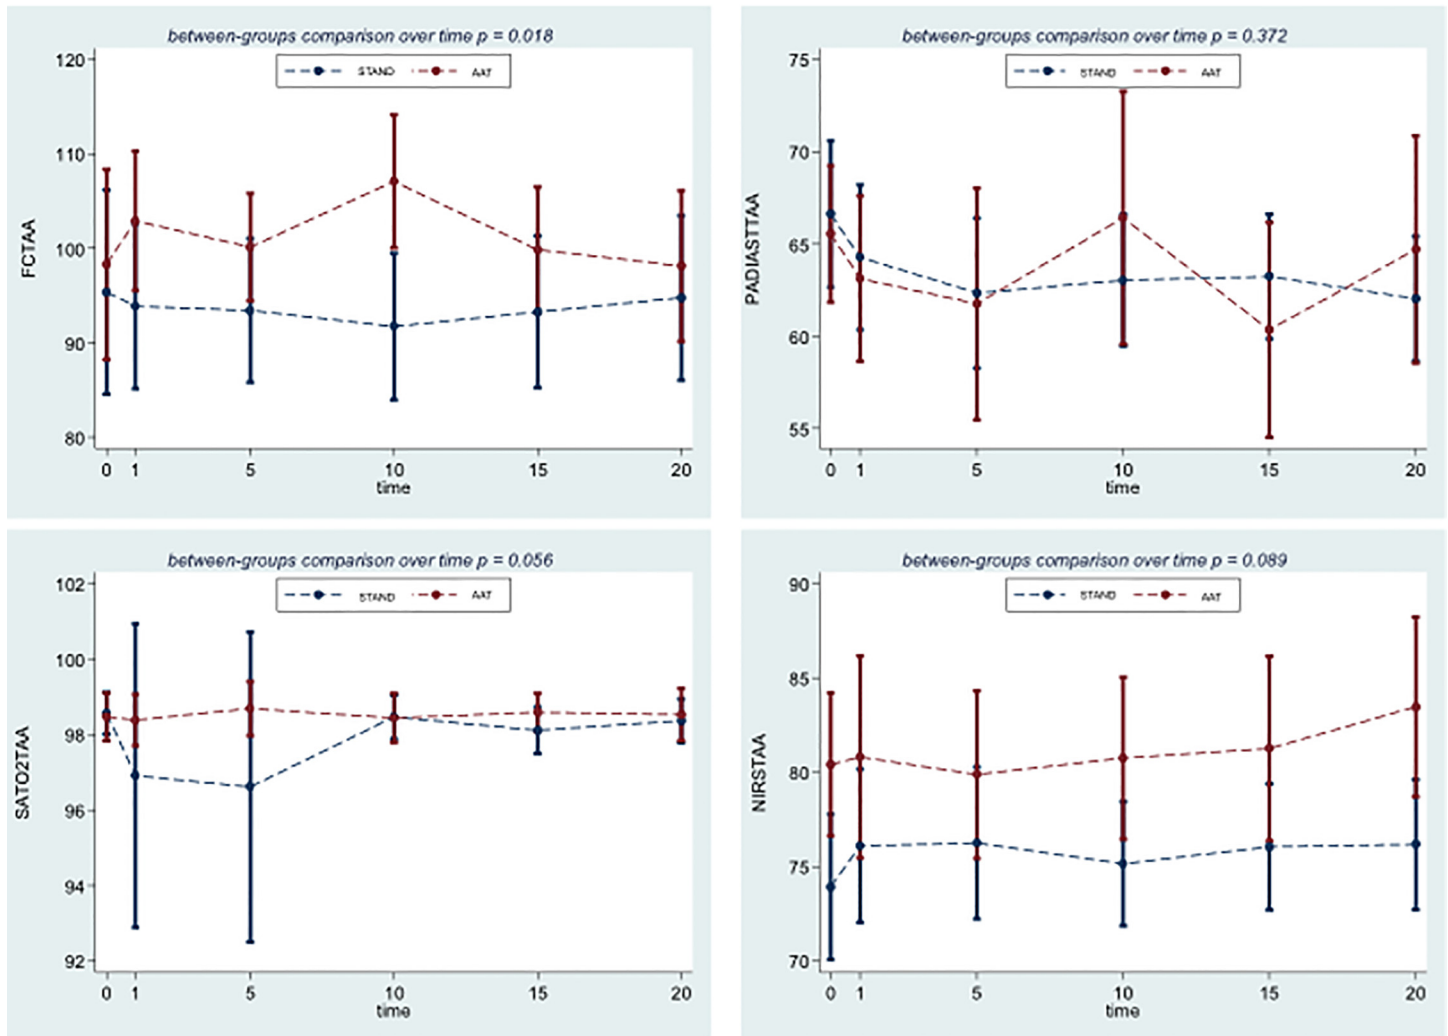 between-groups comparison over time p = 0.018
STAND AAT
120
110
100
90
80
FCTAA
0 1 5 10 15 20
time
between-groups comparison over time p = 0.372
STAND AAT
75
70
65
60
55
PADIASTTAA
0 1 5 10 15 20
time
between-groups comparison over time p = 0.056
STAND AAT
102
100
98
96
94
92
SATO2TAA
0 1 5 10 15 20
time
between-groups comparison over time p = 0.089
STAND AAT
90
85
80
75
70
NIRSTAA
0 1 5 10 15 20
time